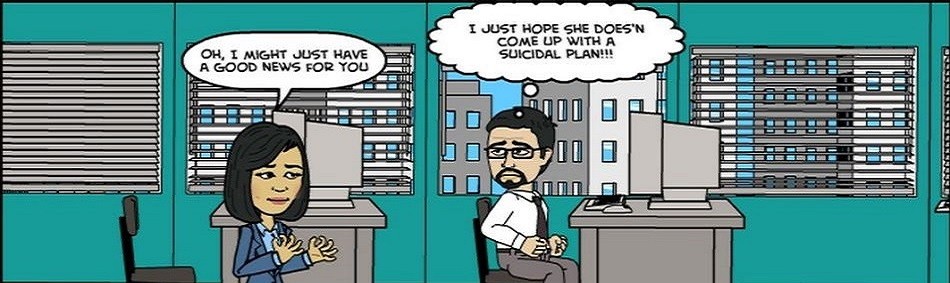 OH, I MIGHT JUST HAVE
A GOOD NEWS FOR YOU
I JUST HOPE SHE DOES'N
COME UP WITH A
SUICIDAL PLAN!!!